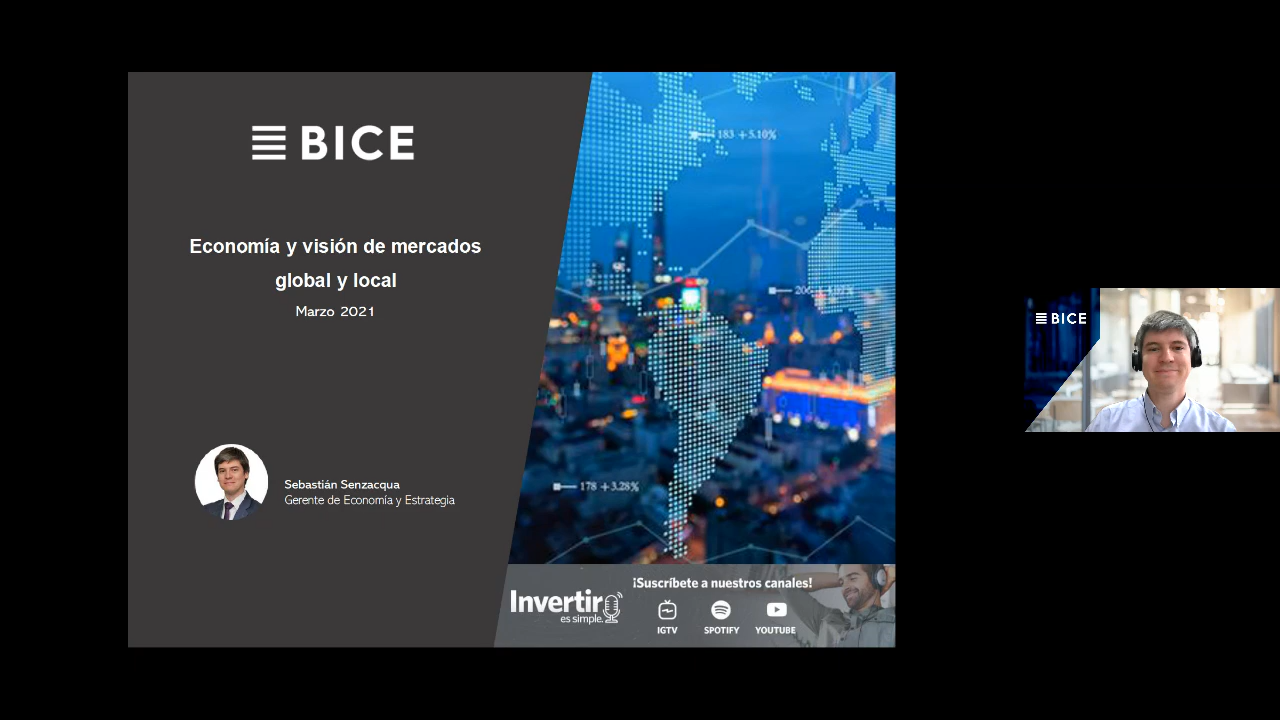 BICE
Economía y visión de mercados
global y local
Marzo 2021
Sebastián Senzacqua
Gerente de Economía y Estrategia
183 +5.10%
178 +3.28%
¡Suscríbete a nuestros canales!
Invertir
es simple.
IGTV
SPOTIFY
YOUTUBE
BICE